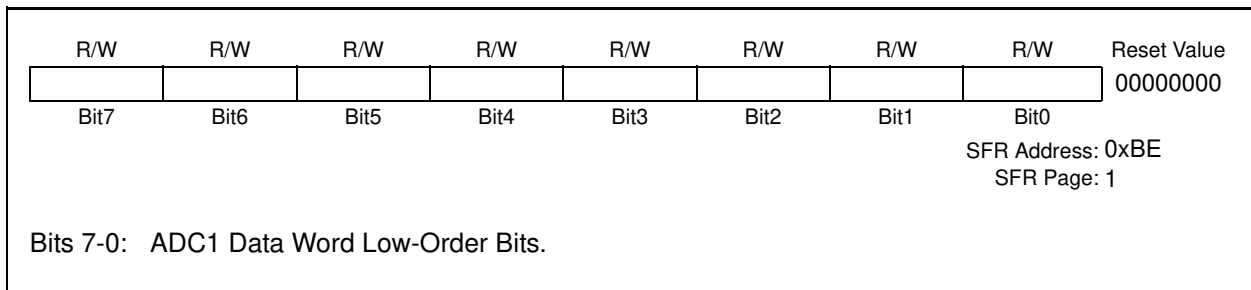 R/W R/W R/W R/W R/W R/W R/W R/W Reset Value
00000000
Bit7 Bit6 Bit5 Bit4 Bit3 Bit2 Bit1 Bit0
SFR Address: 0xBE
SFR Page: 1
Bits 7-0: ADC1 Data Word Low-Order Bits.